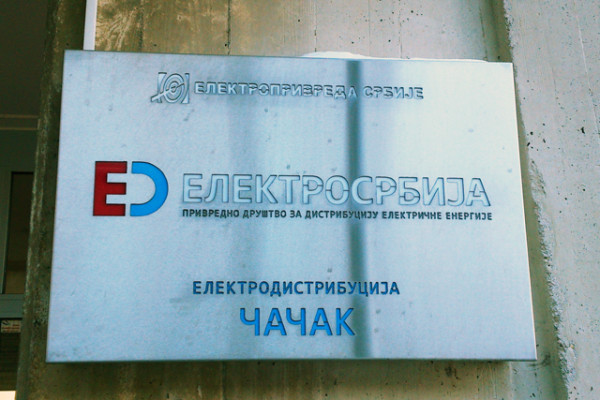 ЕЛЕКТРОПРИВРЕДА СРБИЈЕ
ЕД ЕЛЕКТРОСРБИЈА
ПРИВРЕДНО ДРУШТВО ЗА ДИСТРИБУЦИЈУ ЕЛЕКТРИЧНЕ ЕНЕРГИЈЕ
ЕЛЕКТРОДИСТРИБУЦИЈА
ЧАЧАК